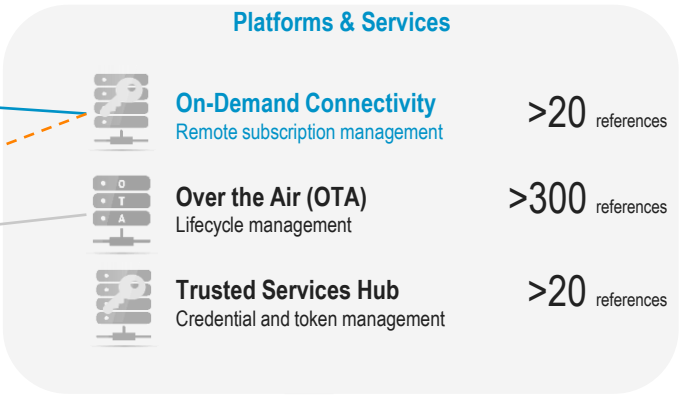 Platforms & Services
On-Demand Connectivity
Remote subscription management
>20 references
O
T
A
Over the Air (OTA)
Lifecycle management
>300 references
Trusted Services Hub
Credential and token management
>20 references